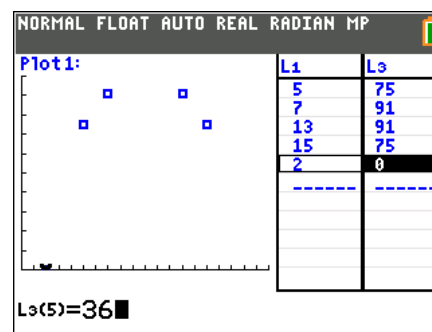 NORMAL FLOAT AUTO REAL RADIAN MP
Plot1:
L1 L3
5 75
7 91
13 91
15 75
2 0
------ ------
L3(5)=36